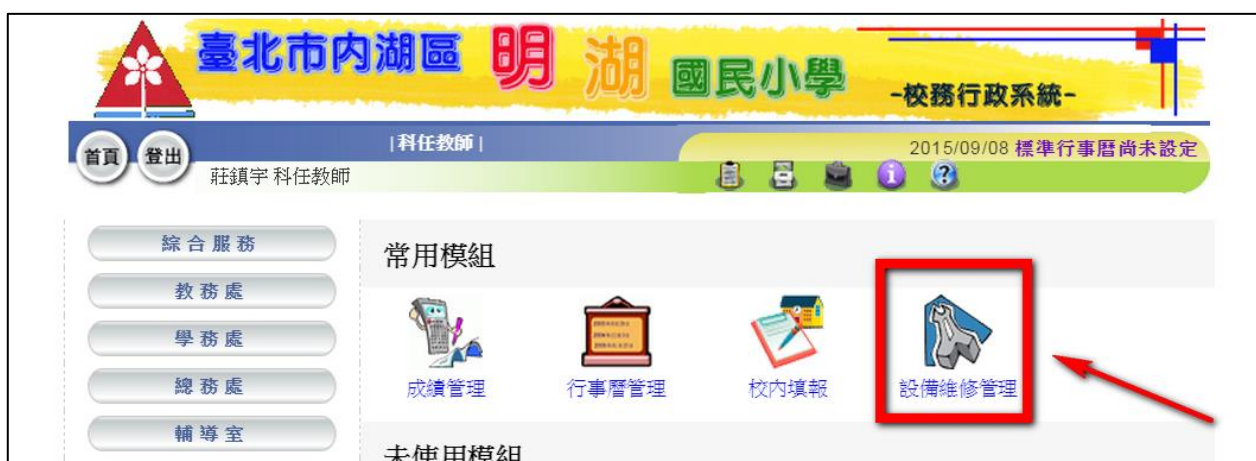 臺北市內湖區 明湖 國民小學 -校務行政系統-
首頁 登出 |科任教師| 2015/09/08 標準行事曆尚未設定
莊鎮宇 科任教師
綜合服務
教務處
學務處
總務處
輔導室
常用模組
成績管理 行事曆管理 校內填報 設備維修管理
未使用模組